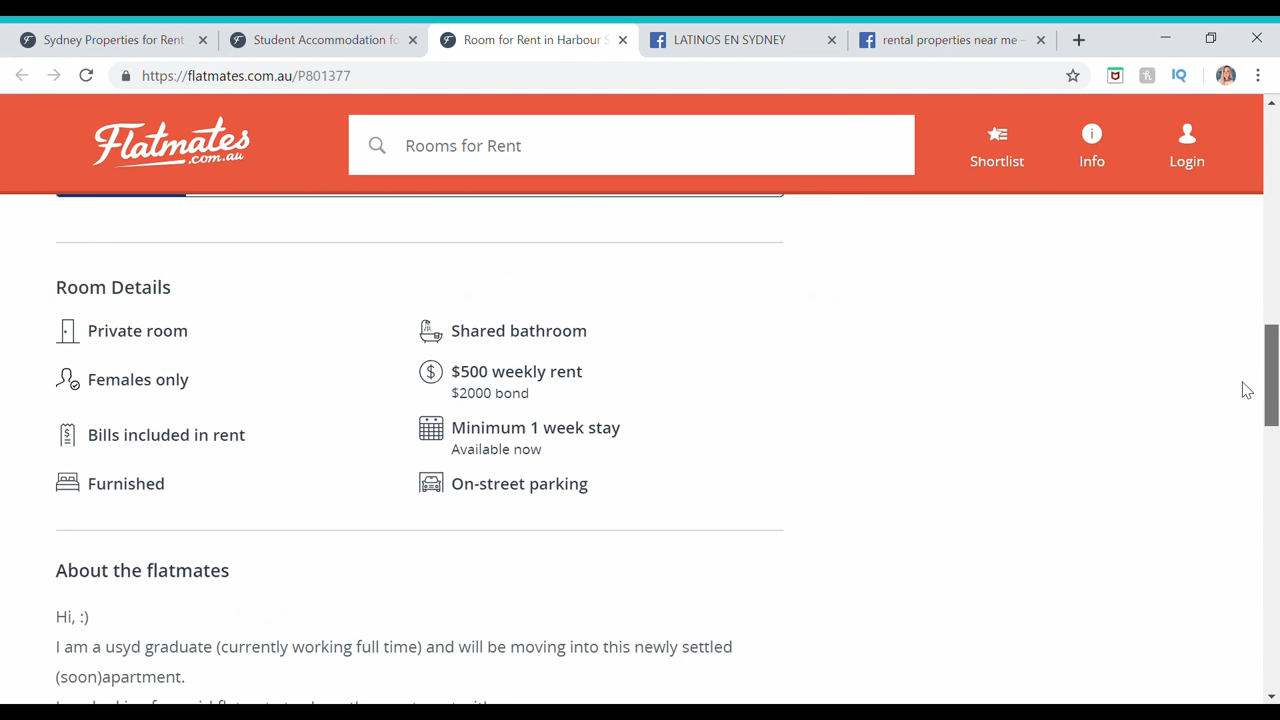 Sydney Properties for Rent
Student Accommodation fo
Room for Rent in Harbour S
LATINOS EN SYDNEY
rental properties near me –
https://flatmates.com.au/P801377
IQ
Flatmates
.com.au
Rooms for Rent
Shortlist
Info
Login
Room Details
Private room
Shared bathroom
Females only
$500 weekly rent
$2000 bond
Bills included in rent
Minimum 1 week stay
Available now
Furnished
On-street parking
About the flatmates
Hi, :)
I am a usyd graduate (currently working full time) and will be moving into this newly settled
(soon)apartment.